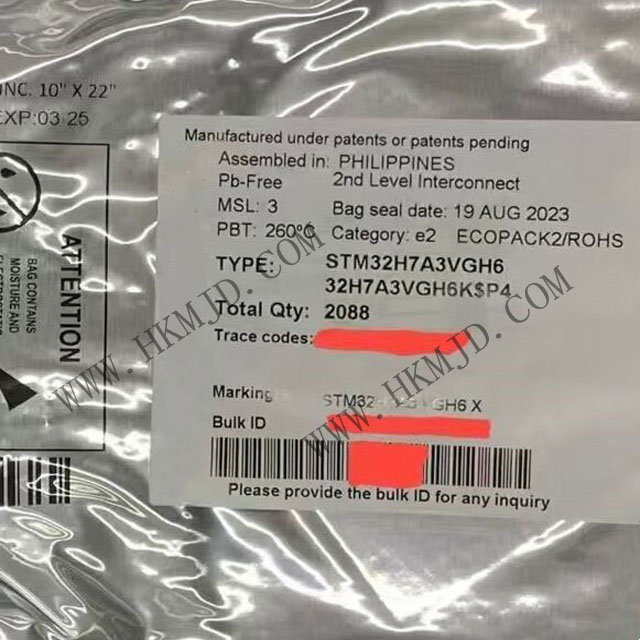 INC. 10" X 22"
EXP:03 25
ATTENTION
BAG CONTAINS
MOISTURE AND
Manufactured under patents or patents pending
Assembled in: PHILIPPINES
Pb-Free 2nd Level Interconnect
MSL: 3 Bag seal date: 19 AUG 2023
PBT: 260°C Category: e2 ECOPACK2/ROHS
TYPE: STM32H7A3VGH6
32H7A3VGH6K$P4
Total Qty: 2088
Trace codes:
Marking STM32 GH6 X
Bulk ID
Please provide the bulk ID for any inquiry
WWW.HKMJD.COM
WWW.HKMJD.COM